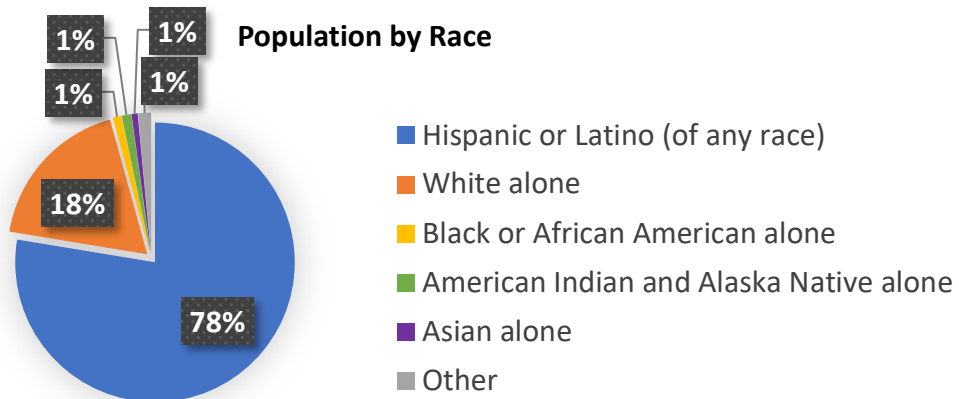 Population by Race
1%
1%
1%
1%
18%
78%
Hispanic or Latino (of any race)
White alone
Black or African American alone
American Indian and Alaska Native alone
Asian alone
Other